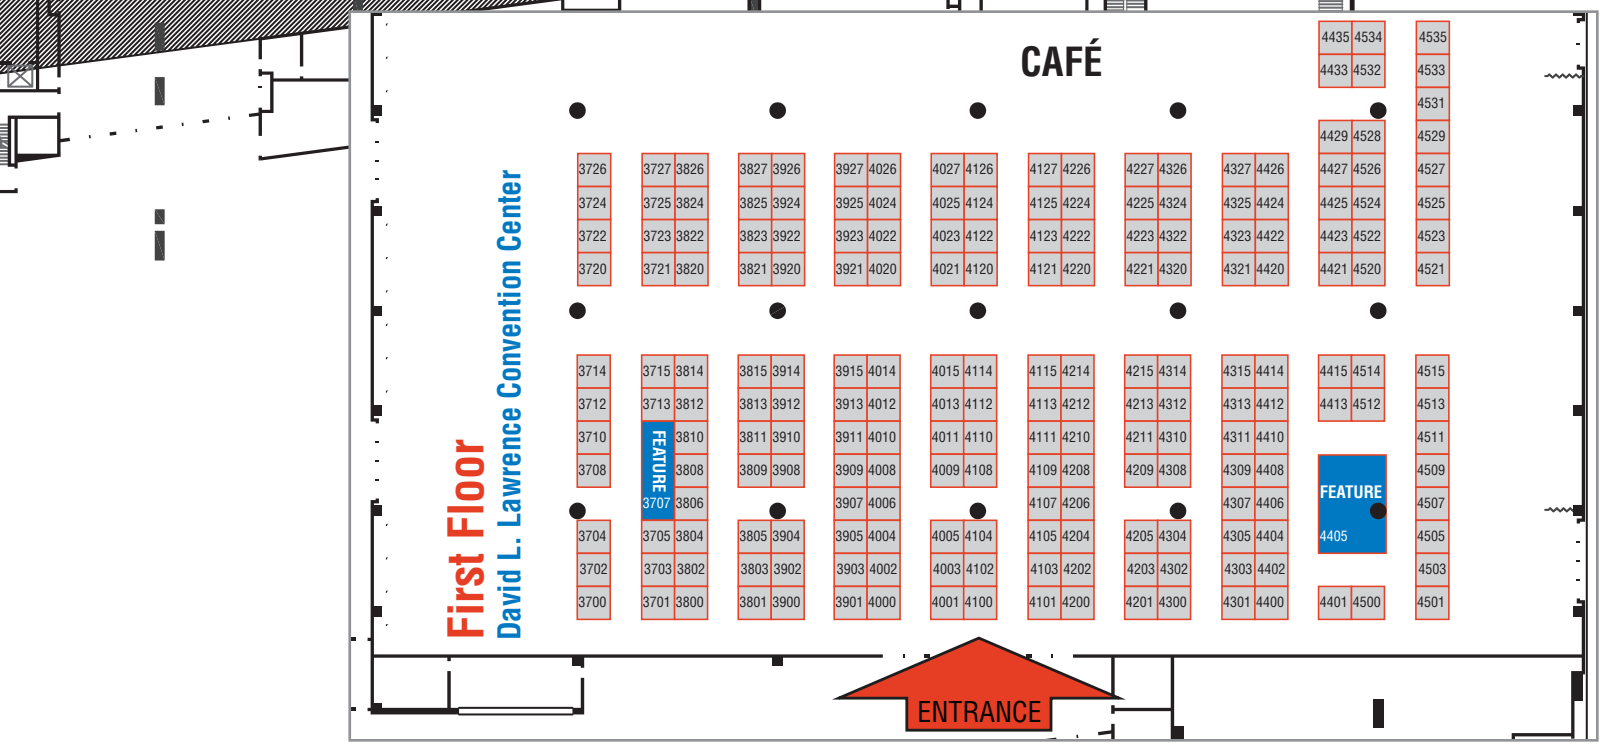 CAFÉ
4435 4534 4535
4433 4532 4533
4531
4429 4528 4529
3726 3727 3826 3827 3926 3927 4026 4027 4126 4127 4226 4227 4326 4327 4426 4427 4526 4527
3724 3725 3824 3825 3924 3925 4024 4025 4124 4125 4224 4225 4324 4325 4424 4425 4524 4525
3722 3723 3822 3823 3922 3923 4022 4023 4122 4123 4222 4223 4322 4323 4422 4423 4522 4523
3720 3721 3820 3821 3920 3921 4020 4021 4120 4121 4220 4221 4320 4321 4420 4421 4520 4521
3714 3715 3814 3815 3914 3915 4014 4015 4114 4115 4214 4215 4314 4315 4414 4415 4514 4515
3712 3713 3812 3813 3912 3913 4012 4013 4112 4113 4212 4213 4312 4313 4412 4413 4512 4513
3710 3810 3811 3910 3911 4010 4011 4110 4111 4210 4211 4310 4311 4410 4511
3708 3808 3809 3908 3909 4008 4009 4108 4109 4208 4209 4308 4309 4408 4509
FEATURE
3707 3806 3907 4006 4107 4206 4307 4406 4507
FEATURE
3704 3705 3804 3805 3904 3905 4004 4005 4104 4105 4204 4205 4304 4305 4404 4405 4505
3702 3703 3802 3803 3902 3903 4002 4003 4102 4103 4202 4203 4302 4303 4402 4503
3700 3701 3800 3801 3900 3901 4000 4001 4100 4101 4200 4201 4300 4301 4400 4401 4500 4501
First Floor
David L. Lawrence Convention Center
ENTRANCE